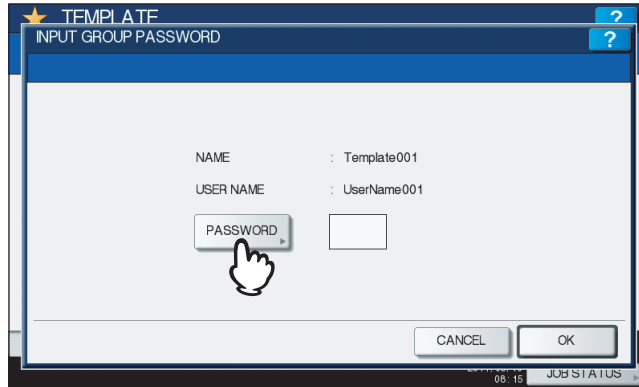 TEMPLATE
?
INPUT GROUP PASSWORD
?
NAME : Template001
USER NAME : UserName001
PASSWORD
CANCEL
OK
08:15
JOB STATUS